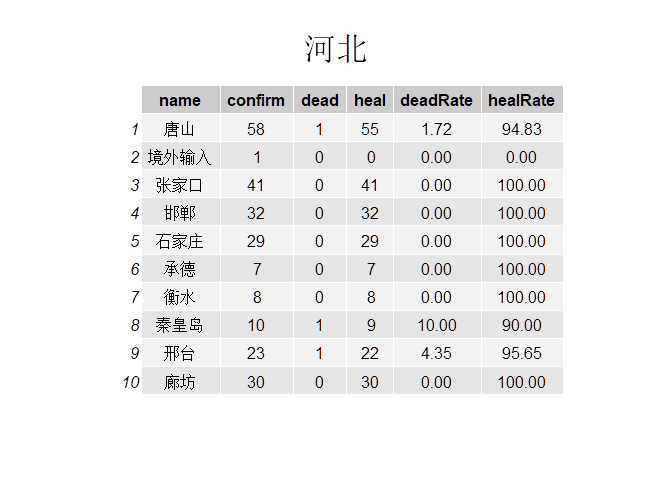 河北
name confirm dead heal deadRate healRate
1 唐山 58 1 55 1.72 94.83
2 境外输入 1 0 0 0.00 0.00
3 张家口 41 0 41 0.00 100.00
4 邯郸 32 0 32 0.00 100.00
5 石家庄 29 0 29 0.00 100.00
6 承德 7 0 7 0.00 100.00
7 衡水 8 0 8 0.00 100.00
8 秦皇岛 10 1 9 10.00 90.00
9 邢台 23 1 22 4.35 95.65
10 廊坊 30 0 30 0.00 100.00